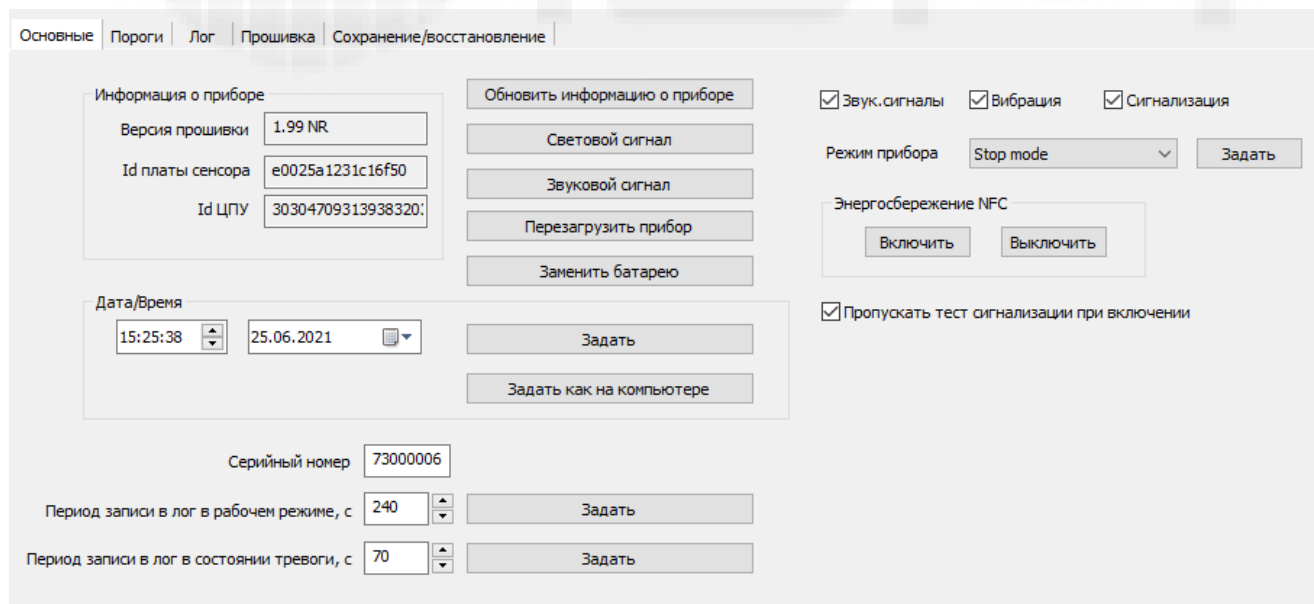 Основные Пороги Лог Прошивка Сохранение/восстановление
Информация о приборе
Версия прошивки 1.99 NR
Id платы сенсора e0025a1231c16f50
Id ЦПУ 30304709313938320
Обновить информацию о приборе
Световой сигнал
Звуковой сигнал
Перезагрузить прибор
Заменить батарею
Звук.сигналы Вибрация Сигнализация
Режим прибора Stop mode Задать
Энергосбережение NFC
Включить Выключить
Пропускать тест сигнализации при включении
Дата/Время
15:25:38 25.06.2021 Задать
Задать как на компьютере
Серийный номер 73000006
Период записи в лог в рабочем режиме, с 240 Задать
Период записи в лог в состоянии тревоги, с 70 Задать